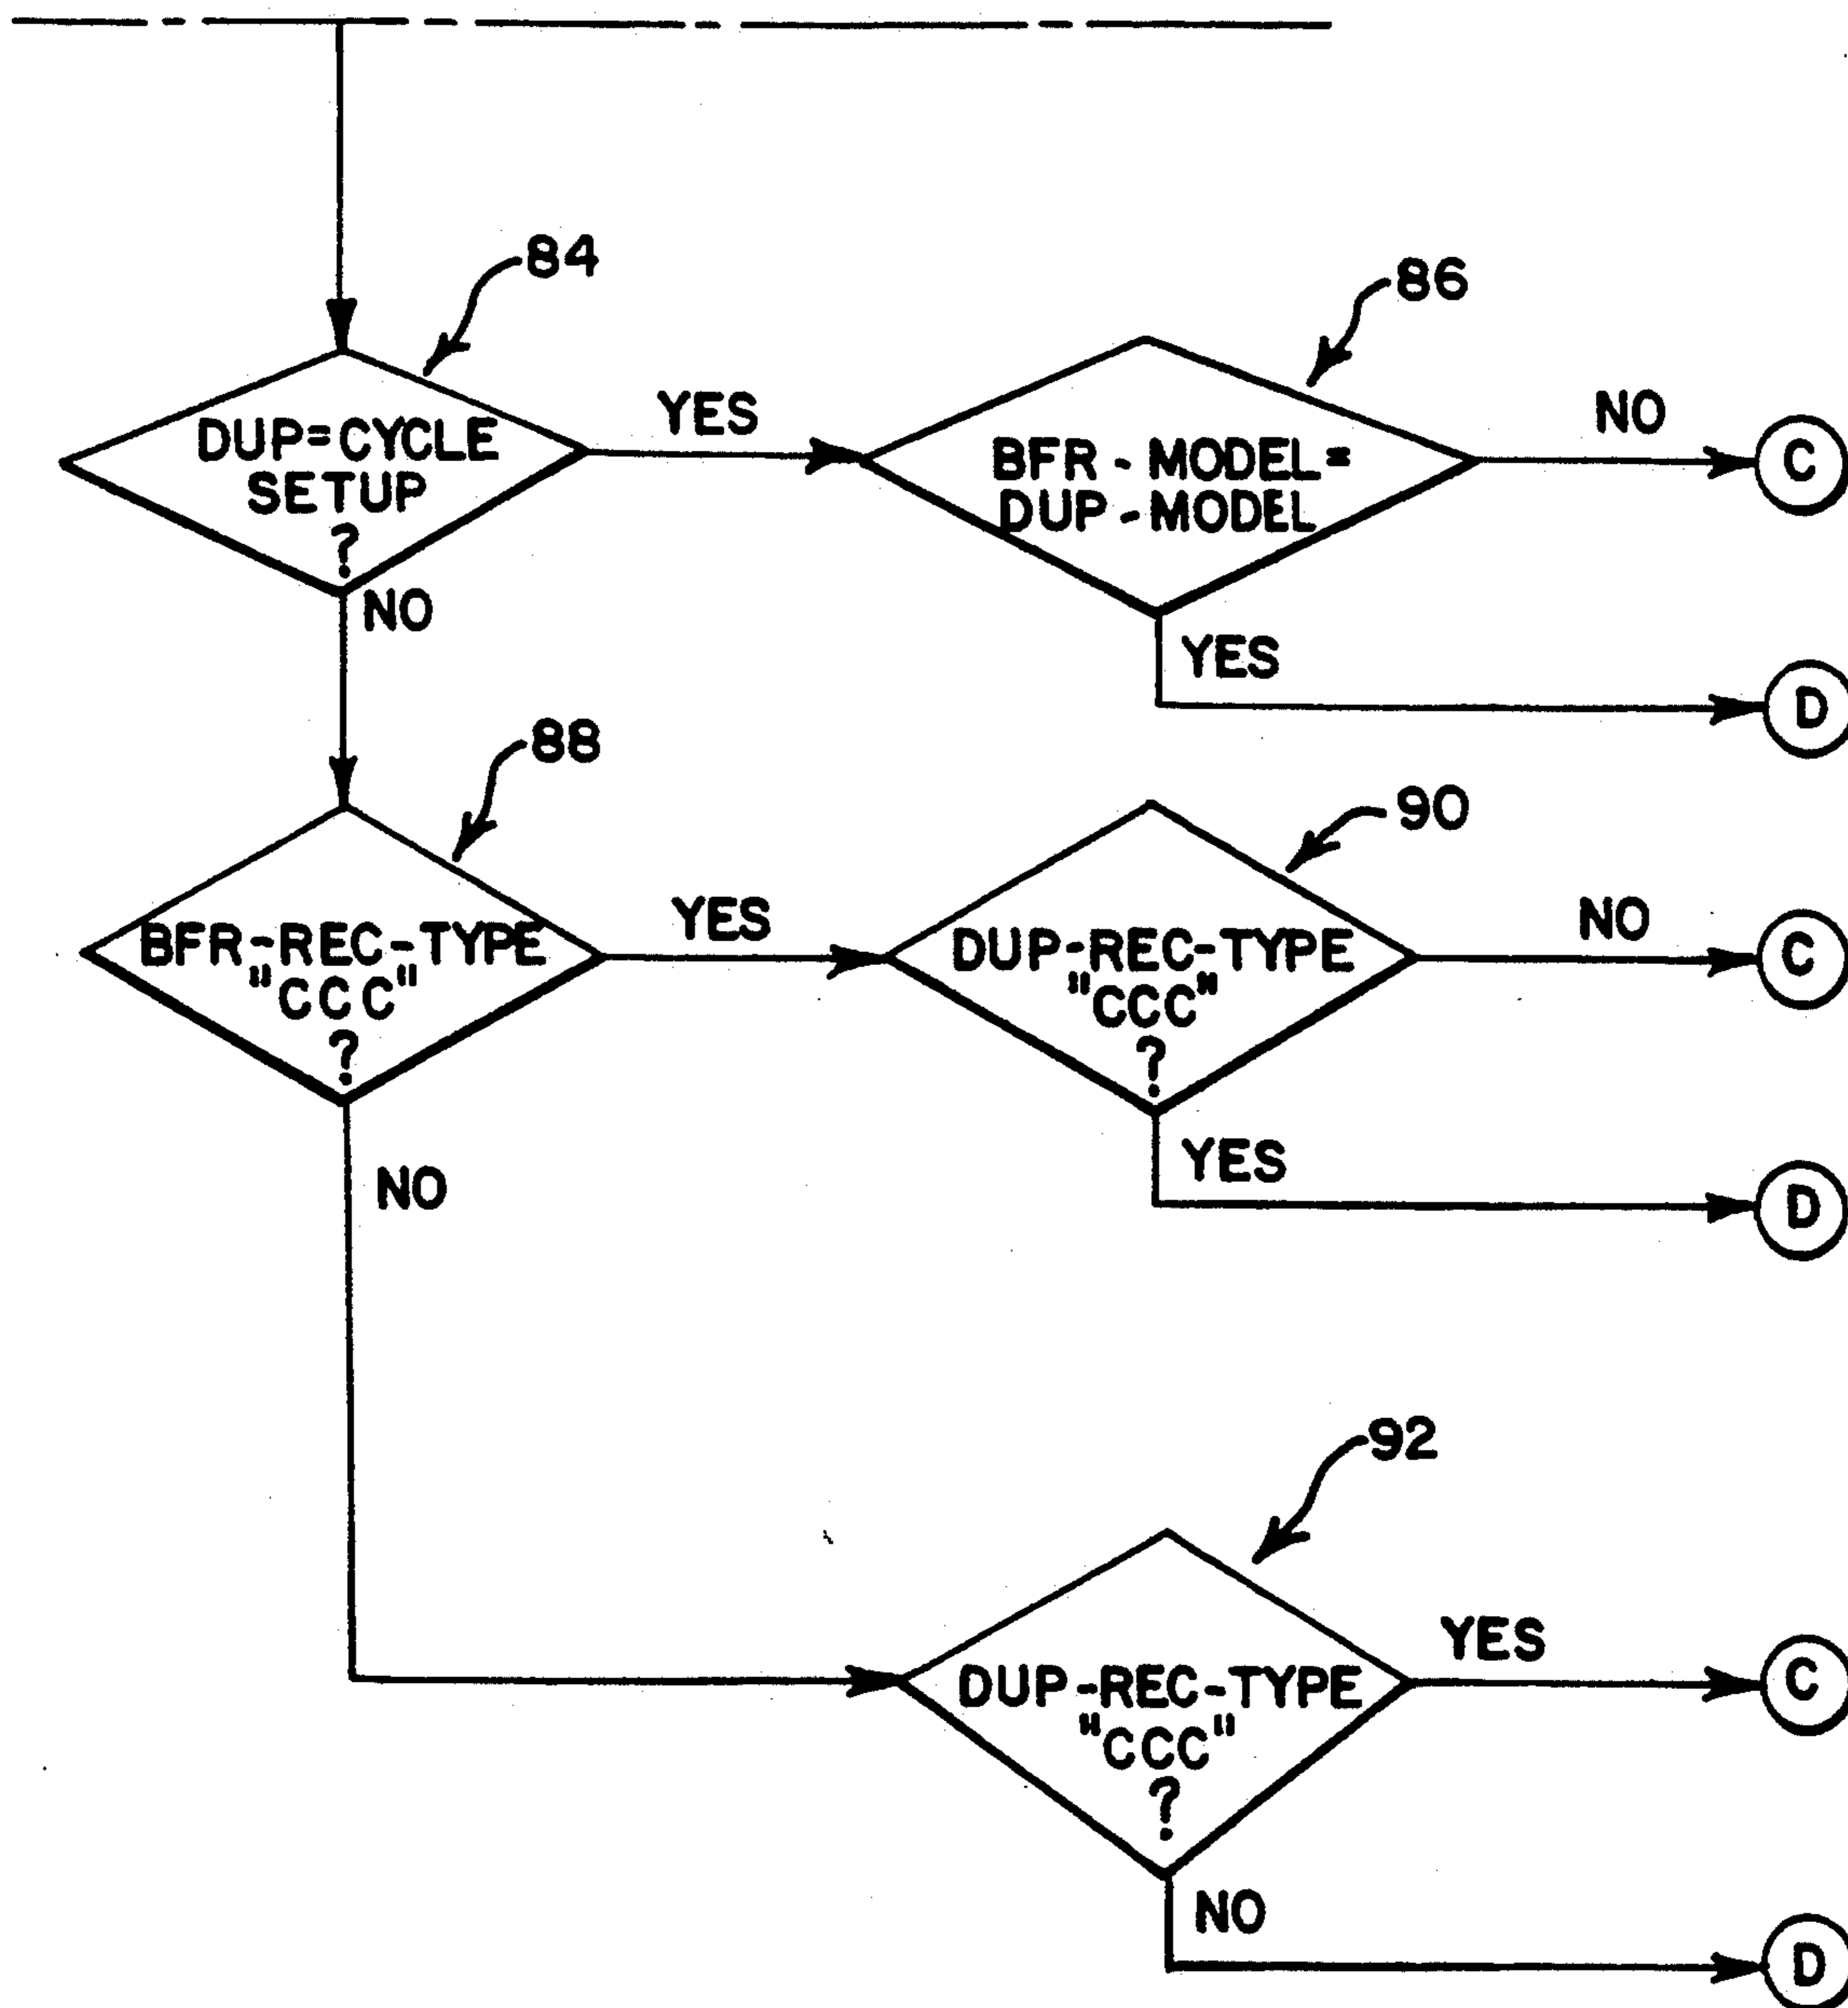 84
86
DUP=CYCLE
SETUP
?
YES
BFR-MODEL=
DUP-MODEL
NO
C
NO
YES
D
88
90
BFR-REC-TYPE
"CCC"
?
YES
DUP-REC-TYPE
"CCC"
?
NO
C
NO
YES
D
92
DUP-REC-TYPE
"CCC"
?
YES
C
NO
D